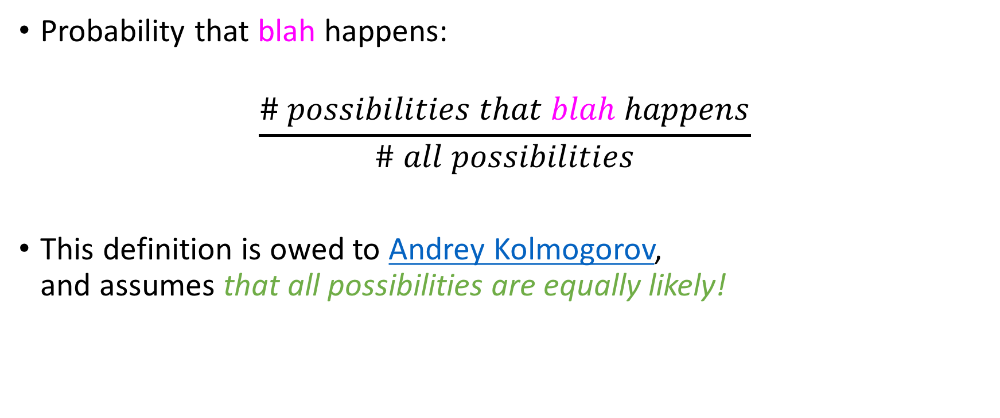 • Probability that blah happens:
# possibilities that blah happens
# all possibilities
• This definition is owed to Andrey Kolmogorov,
and assumes that all possibilities are equally likely!